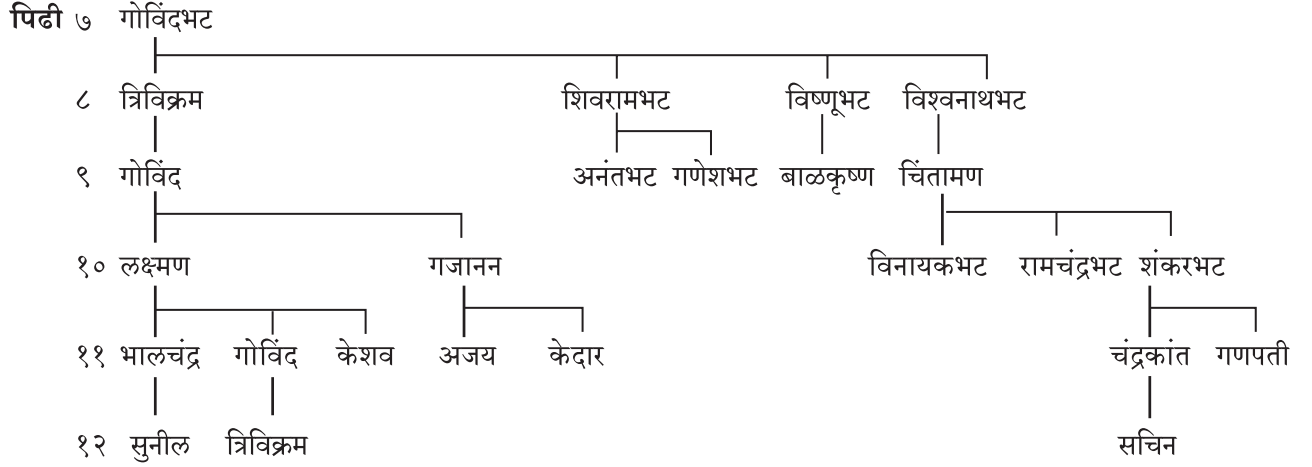 पिढी ७ गोविंदभट
८ त्रिविक्रम शिवरामभट विष्णूभट विश्वनाथभट
९ गोविंद अनंतभट गणेशभट बाळकृष्ण चिंतामण
१० लक्ष्मण गजानन विनायकभट रामचंद्रभट शंकरभट
११ भालचंद्र गोविंद केशव अजय केदार चंद्रकांत गणपती
१२ सुनील त्रिविक्रम सचिन